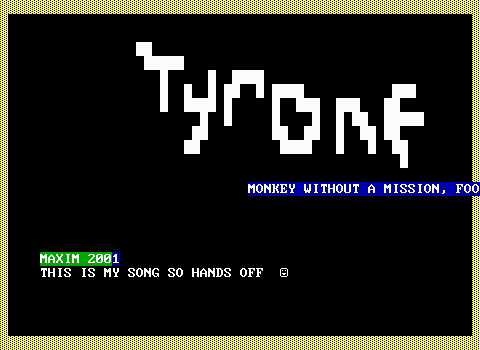 Tyrone
MONKEY WITHOUT A MISSION, FOO
MAXIM 2001
THIS IS MY SONG SO HANDS OFF ☺